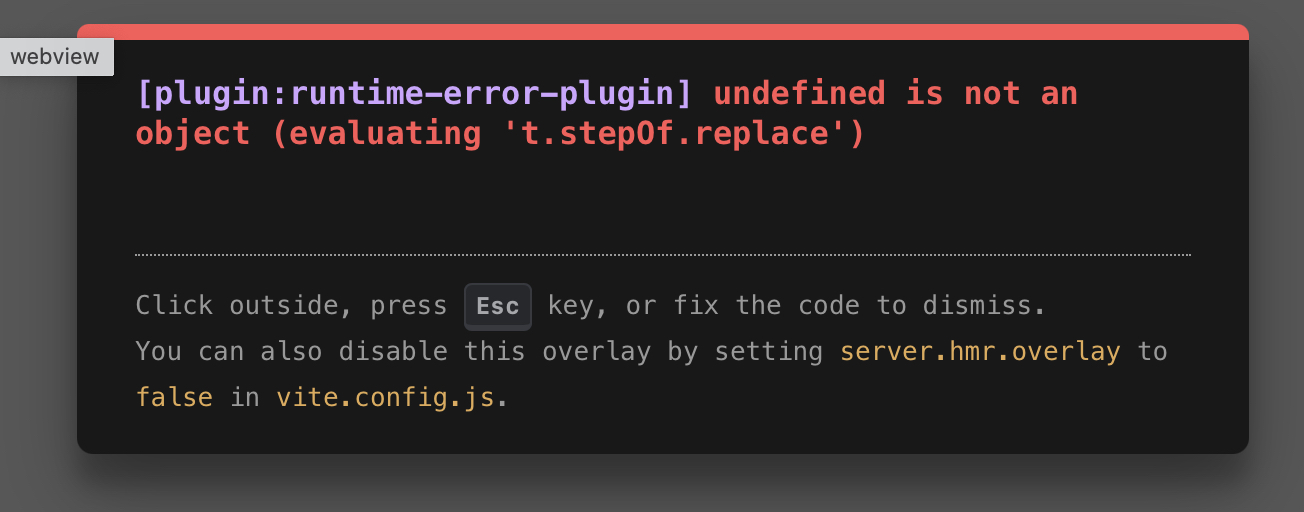 webview
[plugin:runtime-error-plugin] undefined is not an
object (evaluating 't.stepOf.replace')
Click outside, press Esc key, or fix the code to dismiss.
You can also disable this overlay by setting server.hmr.overlay to
false in vite.config.js.